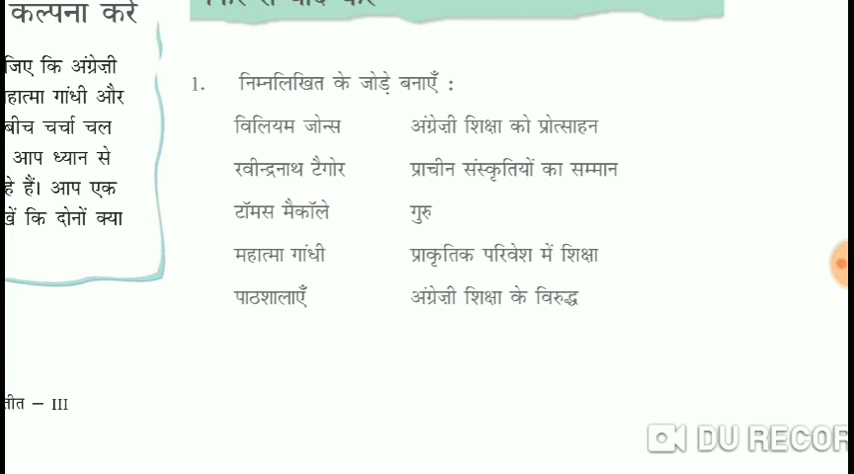 कल्पना करें
फिर से याद करें
जिए कि अंग्रेज़ी
हात्मा गांधी और
बीच चर्चा चल
आप ध्यान से
हे हैं। आप एक
खें कि दोनों क्या
1. निम्नलिखित के जोड़े बनाएँ :
विलियम जोन्स अंग्रेज़ी शिक्षा को प्रोत्साहन
रवीन्द्रनाथ टैगोर प्राचीन संस्कृतियों का सम्मान
टॉमस मैकॉले गुरु
महात्मा गांधी प्राकृतिक परिवेश में शिक्षा
पाठशालाएँ अंग्रेज़ी शिक्षा के विरुद्ध
तीत – III
DU RECOR